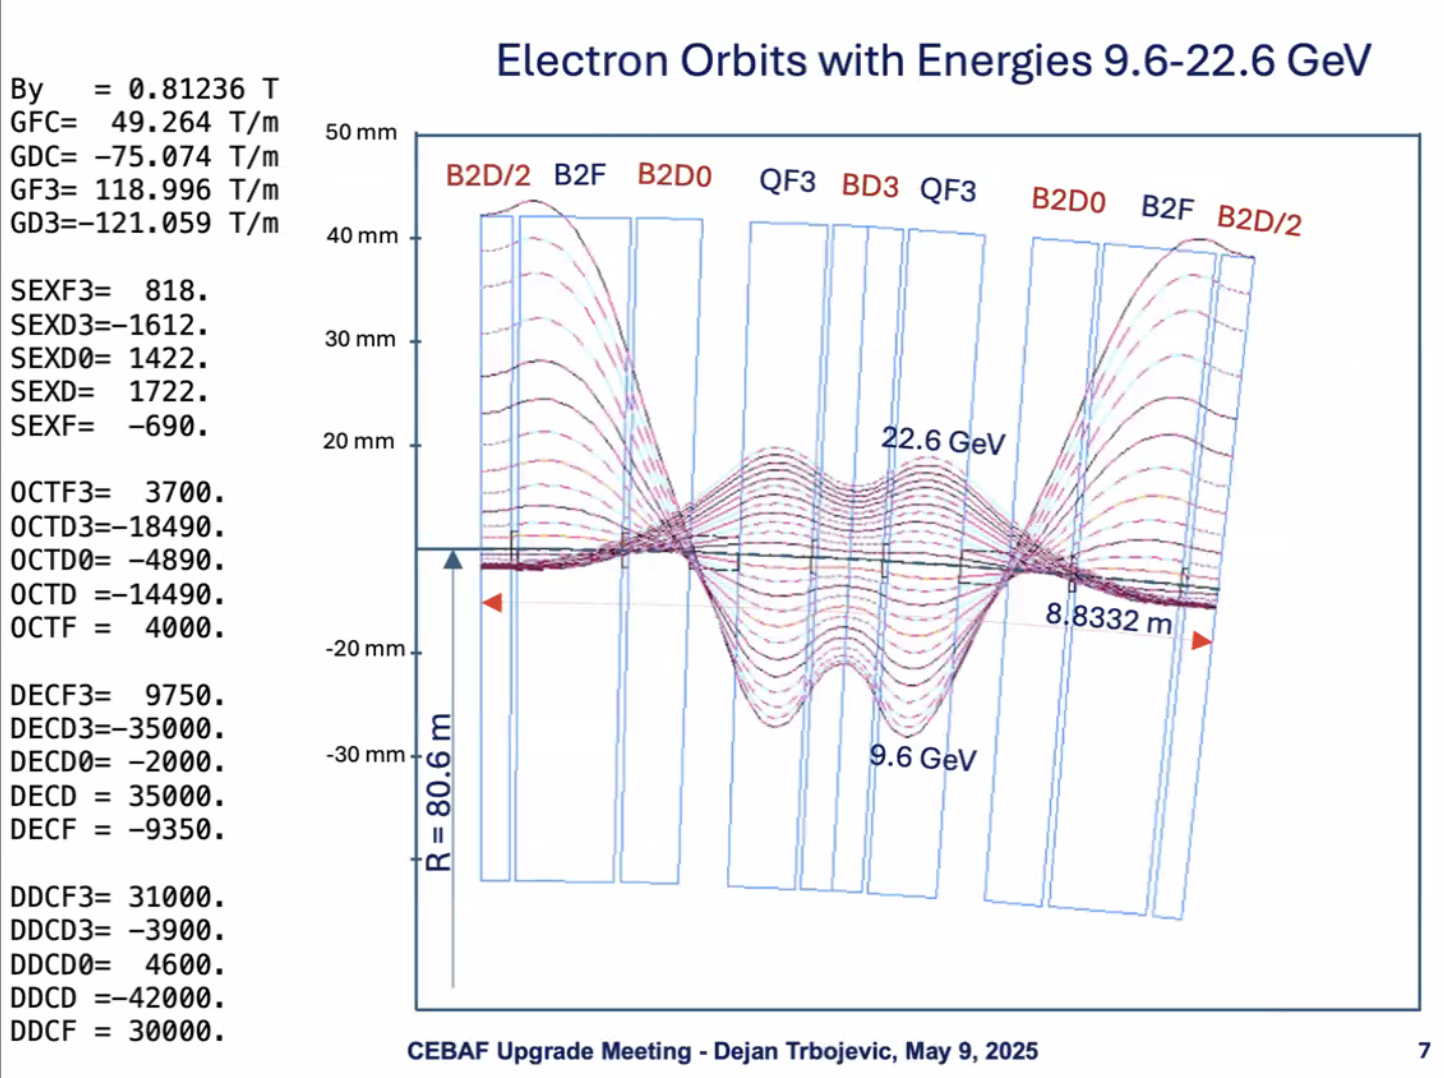 Electron Orbits with Energies 9.6-22.6 GeV
By   = 0.81236 T
GFC=  49.264 T/m
GDC= -75.074 T/m
GF3= 118.996 T/m
GD3=-121.059 T/m
SEXF3=  818.
SEXD3=-1612.
SEXD0= 1422.
SEXD=  1722.
SEXF=  -690.
OCTF3=  3700.
OCTD3=-18490.
OCTD0= -4890.
OCTD =-14490.
OCTF =  4000.
DECF3=  9750.
DECD3=-35000.
DECD0= -2000.
DECD = 35000.
DECF = -9350.
DDCF3= 31000.
DDCD3= -3900.
DDCD0=  4600.
DDCD =-42000.
DDCF = 30000.
50 mm
40 mm
30 mm
20 mm
-20 mm
-30 mm
B2D/2
B2F
B2D0
QF3
BD3
QF3
B2D0
B2F
B2D/2
22.6 GeV
8.8332 m
9.6 GeV
R = 80.6 m
CEBAF Upgrade Meeting - Dejan Trbojevic, May 9, 2025
7